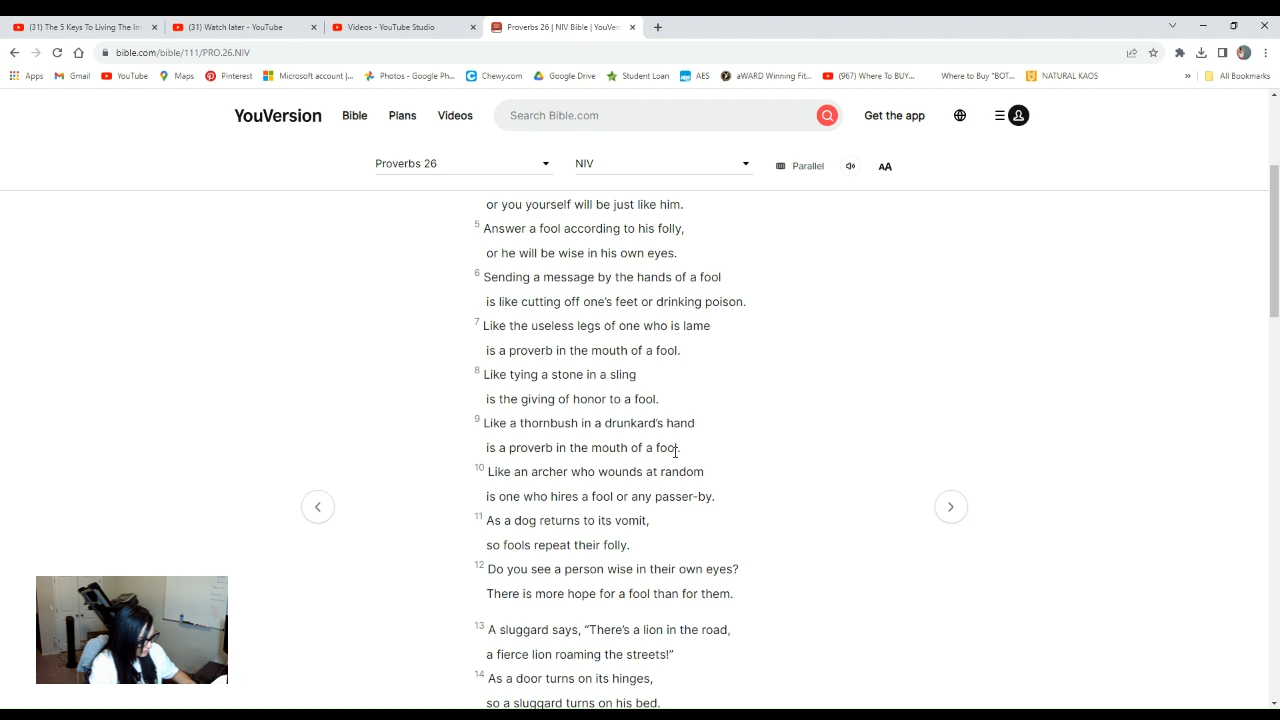 (31) The 5 Keys To Living The Im
(31) Watch later - YouTube
Videos - YouTube Studio
Proverbs 26 | NIV Bible | YouVer
bible.com/bible/111/PRO.26.NIV
Apps
Gmail
YouTube
Maps
Pinterest
Microsoft account |...
Photos - Google Ph...
Chewy.com
Google Drive
Student Loan
AES
aWARD Winning Fit...
(967) Where To BUY...
Where to Buy "BOT...
NATURAL KAOS
»
All Bookmarks
YouVersion
Bible
Plans
Videos
Search Bible.com
Get the app
Proverbs 26
NIV
Parallel
AA
or you yourself will be just like him.
5 Answer a fool according to his folly,
or he will be wise in his own eyes.
6 Sending a message by the hands of a fool
is like cutting off one's feet or drinking poison.
7 Like the useless legs of one who is lame
is a proverb in the mouth of a fool.
8 Like tying a stone in a sling
is the giving of honor to a fool.
9 Like a thornbush in a drunkard's hand
is a proverb in the mouth of a fool.
10 Like an archer who wounds at random
is one who hires a fool or any passer-by.
11 As a dog returns to its vomit,
so fools repeat their folly.
12 Do you see a person wise in their own eyes?
There is more hope for a fool than for them.
13 A sluggard says, “There's a lion in the road,
a fierce lion roaming the streets!”
14 As a door turns on its hinges,
so a sluggard turns on his bed.